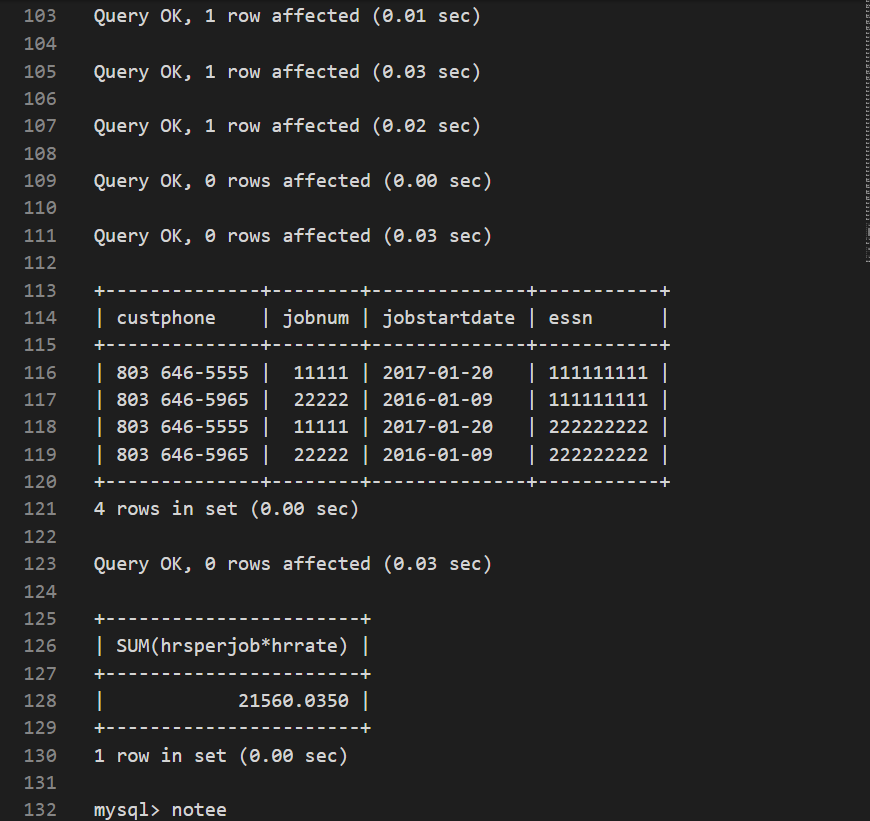 103 Query OK, 1 row affected (0.01 sec)
104
105 Query OK, 1 row affected (0.03 sec)
106
107 Query OK, 1 row affected (0.02 sec)
108
109 Query OK, 0 rows affected (0.00 sec)
110
111 Query OK, 0 rows affected (0.03 sec)
112
113 +--------------+--------+--------------+-----------+
114 | custphone    | jobnum | jobstartdate | essn      |
115 +--------------+--------+--------------+-----------+
116 | 803 646-5555 |  11111 | 2017-01-20   | 111111111 |
117 | 803 646-5965 |  22222 | 2016-01-09   | 111111111 |
118 | 803 646-5555 |  11111 | 2017-01-20   | 222222222 |
119 | 803 646-5965 |  22222 | 2016-01-09   | 222222222 |
120 +--------------+--------+--------------+-----------+
121 4 rows in set (0.00 sec)
122
123 Query OK, 0 rows affected (0.03 sec)
124
125 +-----------------------+
126 | SUM(hrsperjob*hrrate) |
127 +-----------------------+
128 |            21560.0350 |
129 +-----------------------+
130 1 row in set (0.00 sec)
131
132 mysql> notee